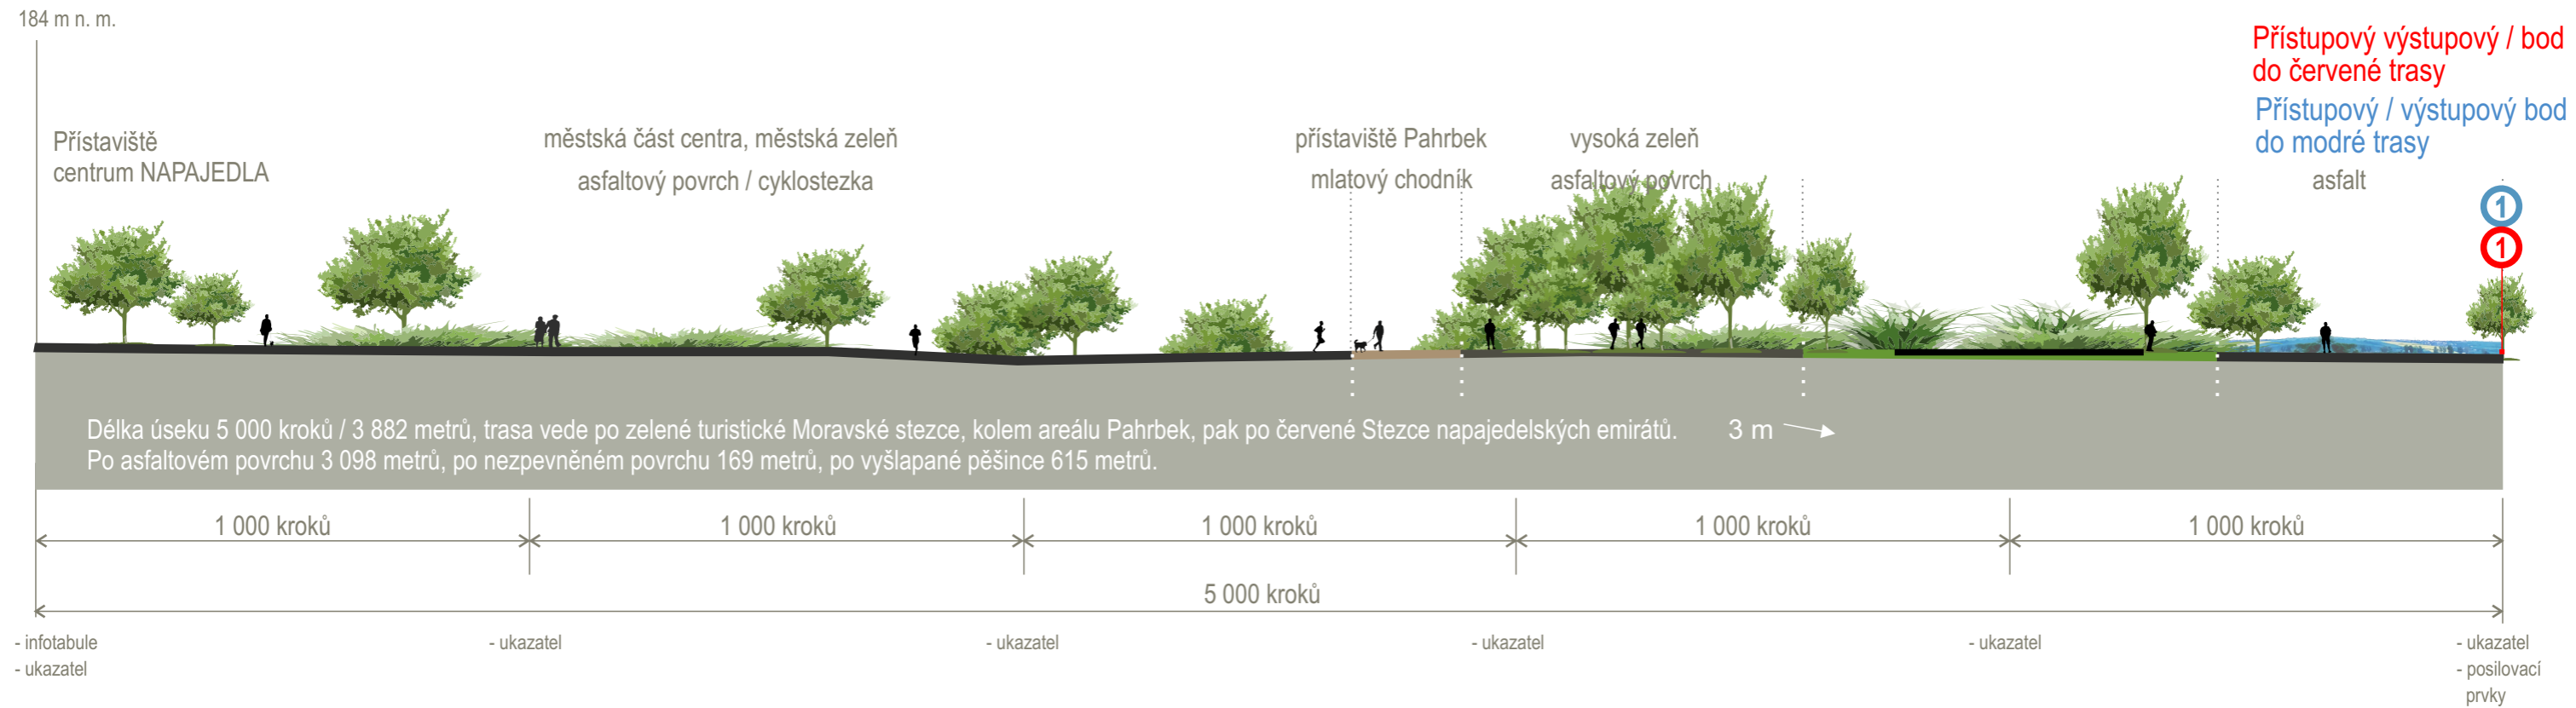 184 m n. m.
Přístupový výstupový / bod
do červené trasy
Přístupový / výstupový bod
do modré trasy
Přístaviště
centrum NAPAJEDLA
městská část centra, městská zeleň
asfaltový povrch / cyklostezka
přístaviště Pahrbek
mlatový chodník
vysoká zeleň
asfaltový povrch
asfalt
1
1
Délka úseku 5 000 kroků / 3 882 metrů, trasa vede po zelené turistické Moravské stezce, kolem areálu Pahrbek, pak po červené Stezce napajedelských emirátů.
3 m
Po asfaltovém povrchu 3 098 metrů, po nezpevněném povrchu 169 metrů, po vyšlapané pěšince 615 metrů.
1 000 kroků
1 000 kroků
1 000 kroků
1 000 kroků
1 000 kroků
5 000 kroků
- infotabule
- ukazatel
- ukazatel
- ukazatel
- ukazatel
- ukazatel
- ukazatel
- posilovací
prvky